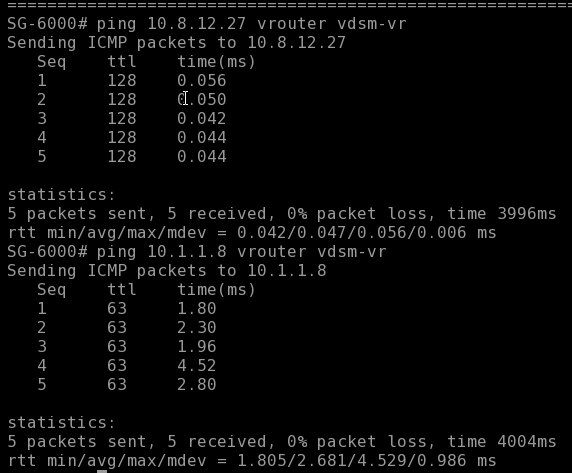 ================================================================
SG-6000# ping 10.8.12.27 vrouter vdsm-vr
Sending ICMP packets to 10.8.12.27
   Seq    ttl    time(ms)
   1      128    0.056
   2      128    0.050
   3      128    0.042
   4      128    0.044
   5      128    0.044
statistics:
5 packets sent, 5 received, 0% packet loss, time 3996ms
rtt min/avg/max/mdev = 0.042/0.047/0.056/0.006 ms
SG-6000# ping 10.1.1.8 vrouter vdsm-vr
Sending ICMP packets to 10.1.1.8
   Seq    ttl    time(ms)
   1      63     1.80
   2      63     2.30
   3      63     1.96
   4      63     4.52
   5      63     2.80
statistics:
5 packets sent, 5 received, 0% packet loss, time 4004ms
rtt min/avg/max/mdev = 1.805/2.681/4.529/0.986 ms